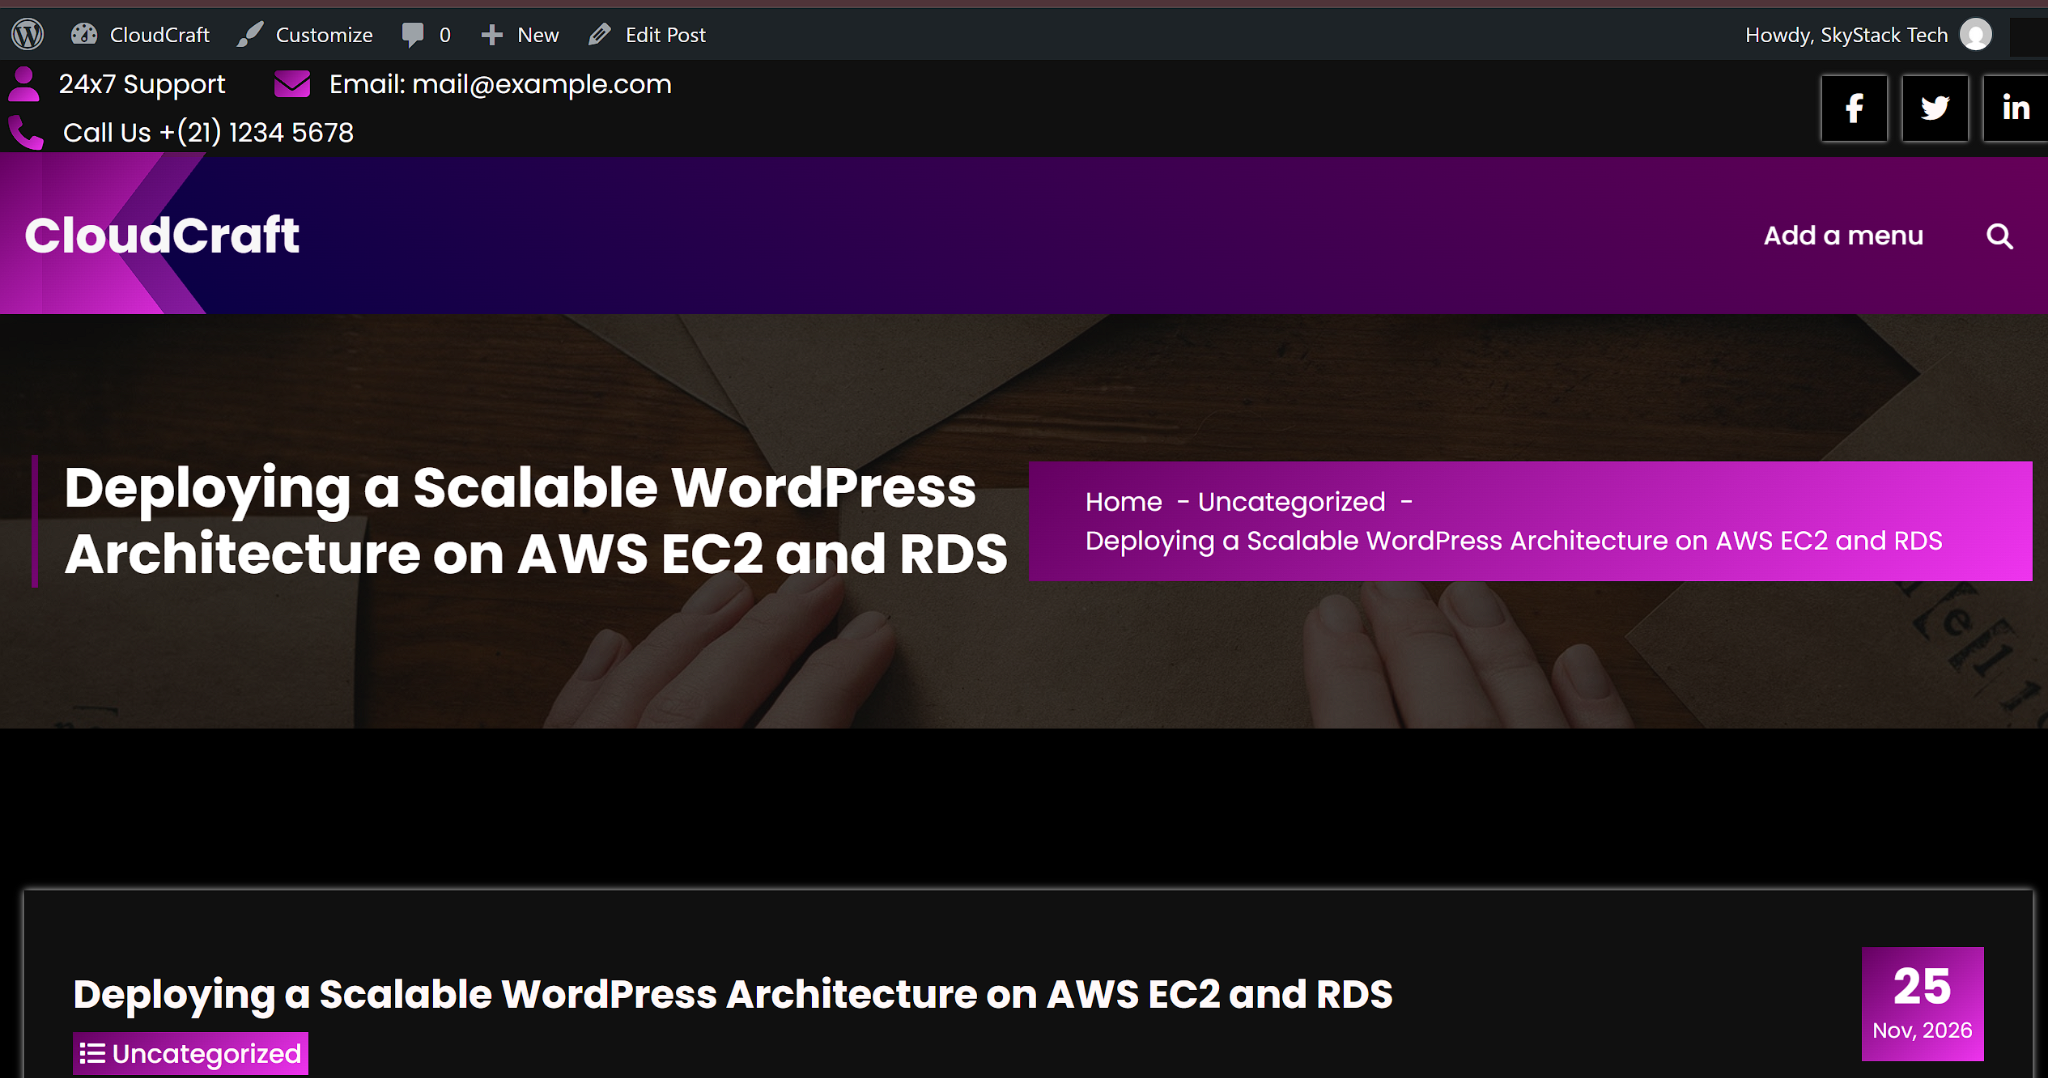 CloudCraft Customize 0 New Edit Post Howdy, SkyStack Tech
24x7 Support Email: mail@example.com
Call Us +(21) 1234 5678
CloudCraft Add a menu
Deploying a Scalable WordPress
Architecture on AWS EC2 and RDS
Home - Uncategorized -
Deploying a Scalable WordPress Architecture on AWS EC2 and RDS
Deploying a Scalable WordPress Architecture on AWS EC2 and RDS
25
Nov, 2026
Uncategorized